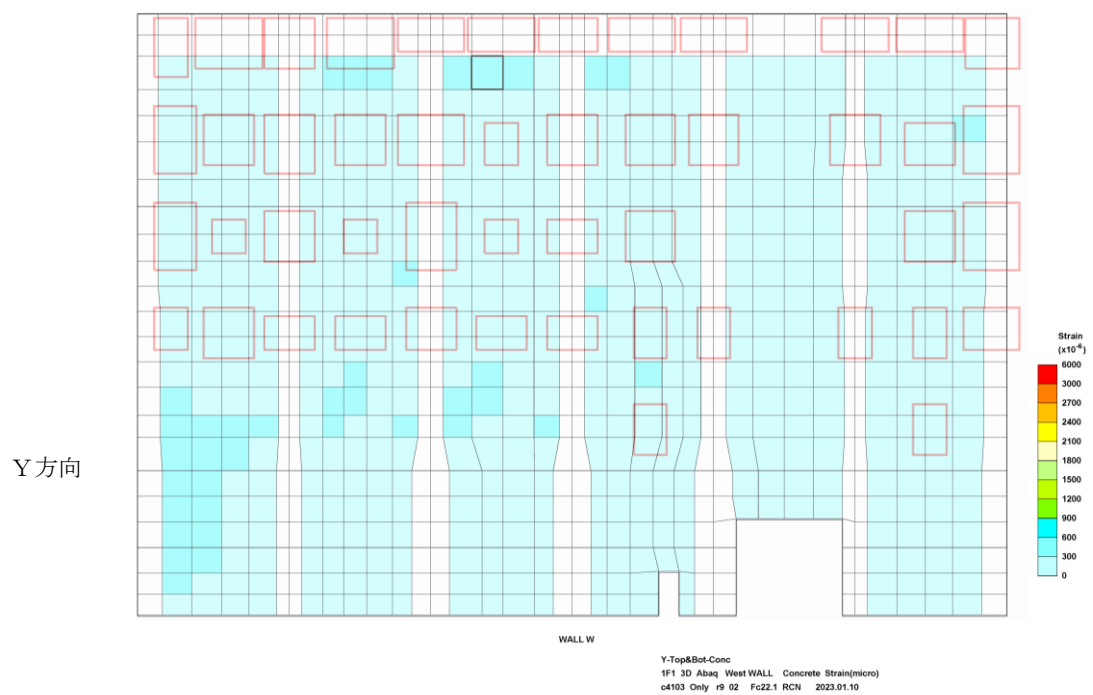 Strain
(x10⁻⁶)
6000
3000
2700
2400
2100
1800
1500
1200
900
600
300
0
Ｙ方向
WALL W
Y-Top&Bot-Conc
1F1 3D Abaq West WALL Concrete Strain(micro)
c4103 Only r9 02 Fc22.1 RCN 2023.01.10